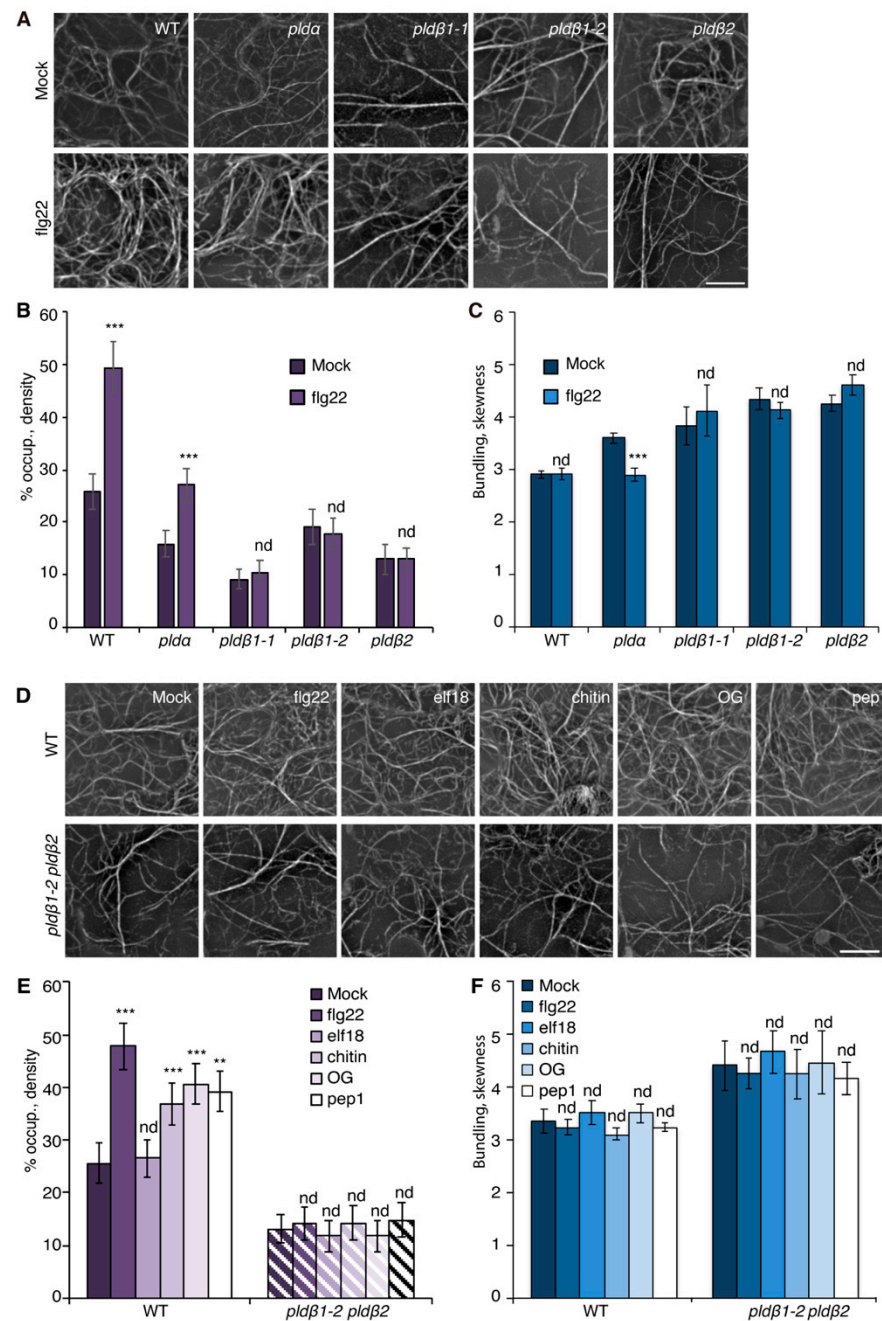 A
WT
pldα
pldβ1-1
pldβ1-2
pldβ2
Mock
flg22
B
60
50
40
30
20
10
0
% occup., density
***
***
nd
nd
nd
Mock
flg22
WT
pldα
pldβ1-1
pldβ1-2
pldβ2
C
6
5
4
3
2
1
0
Bundling, skewness
Mock
flg22
nd
***
nd
nd
nd
WT
pldα
pldβ1-1
pldβ1-2
pldβ2
D
Mock
flg22
elf18
chitin
OG
pep
WT
pldβ1-2 pldβ2
E
60
50
40
30
20
10
0
% occup., density
***
nd
***
***
**
nd
nd
nd
nd
nd
Mock
flg22
elf18
chitin
OG
pep1
WT
pldβ1-2 pldβ2
F
6
5
4
3
2
1
0
Bundling, skewness
Mock
flg22
elf18
chitin
OG
pep1
nd
nd
nd
nd
nd
nd
nd
nd
nd
nd
WT
pldβ1-2 pldβ2